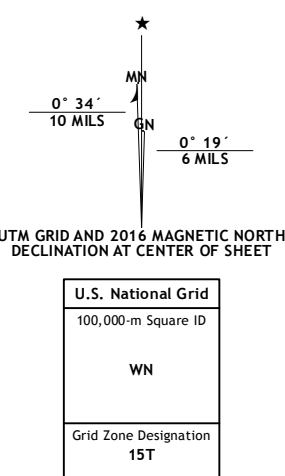 ★
MN
0° 34´
10 MILS
GN
0° 19´
6 MILS
UTM GRID AND 2016 MAGNETIC NORTH
DECLINATION AT CENTER OF SHEET
U.S. National Grid
100,000-m Square ID
WN
Grid Zone Designation
15T